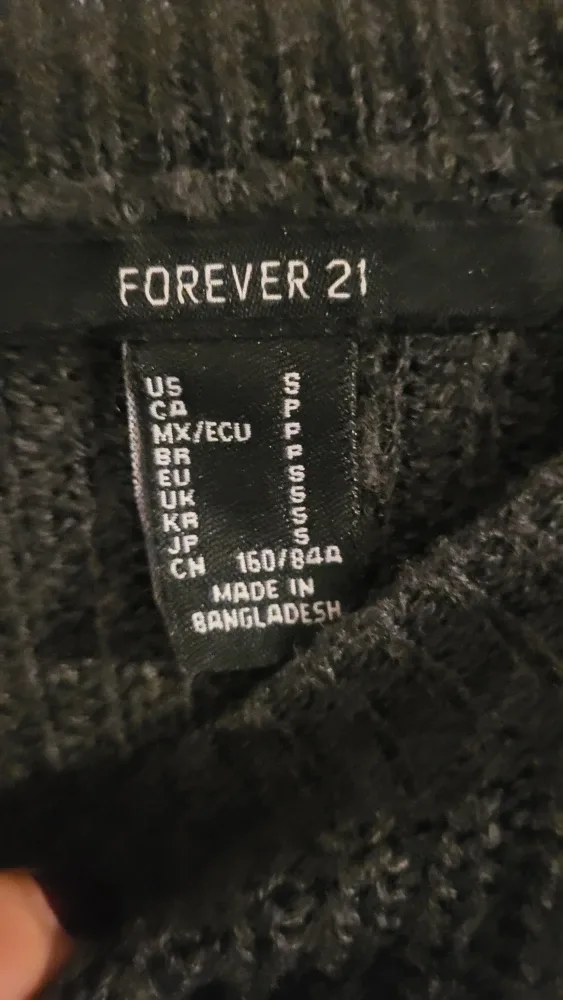 FOREVER 21
US S
CA P
MX/ECU P
BR P
EU S
UK S
KR S
JP S
CN 160/84A
MADE IN
BANGLADESH